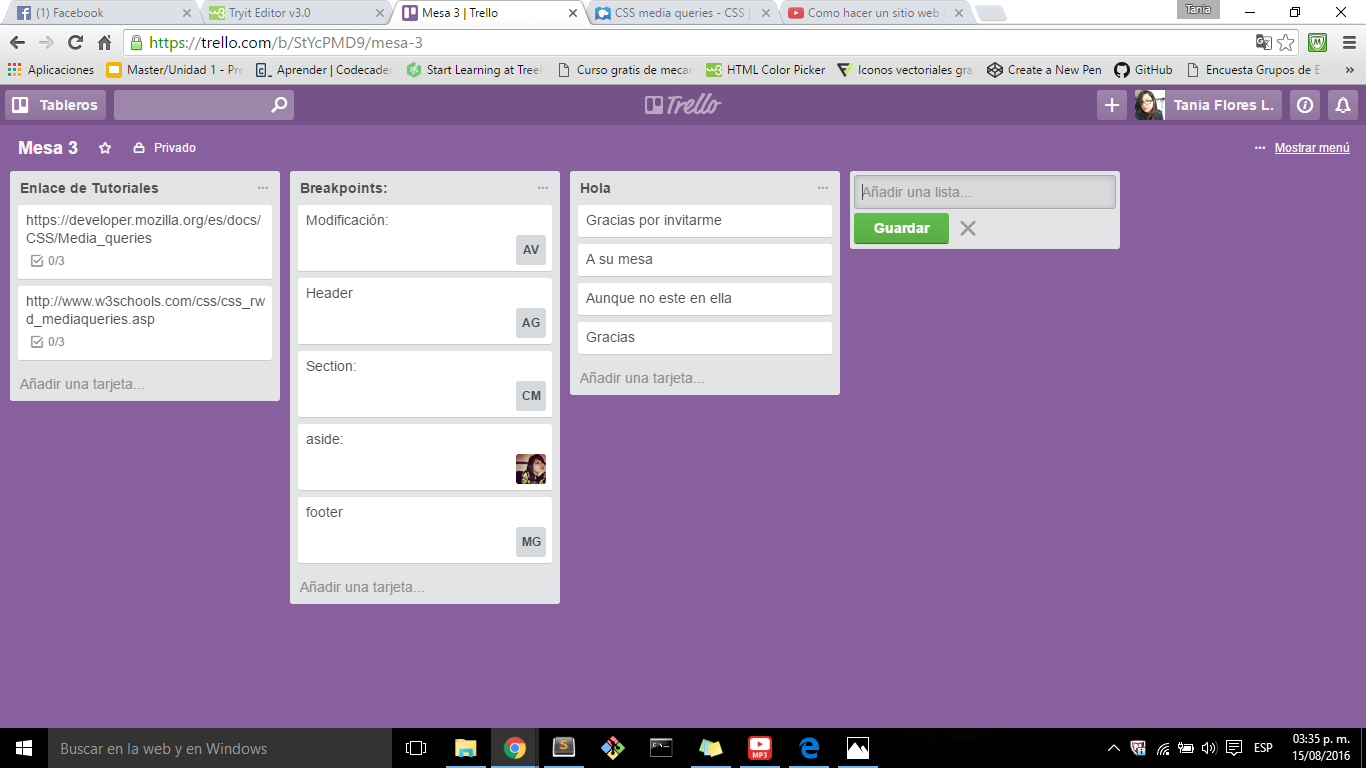 (1) Facebook
Tryit Editor v3.0
Mesa 3 | Trello
CSS media queries - CSS |
Como hacer un sitio web
Tania
https://trello.com/b/StYcPMD9/mesa-3
Aplicaciones
Master/Unidad 1 - Pre
Aprender | Codecader
Start Learning at Treeh
Curso gratis de mecar
HTML Color Picker
Iconos vectoriales gra
Create a New Pen
GitHub
Encuesta Grupos de E
»
Tableros
Trello
Tania Flores L.
Mesa 3
Privado
Mostrar menú
Enlace de Tutoriales
https://developer.mozilla.org/es/docs/
CSS/Media_queries
0/3
http://www.w3schools.com/css/css_rw
d_mediaqueries.asp
0/3
Añadir una tarjeta...
Breakpoints:
Modificación:
AV
Header
AG
Section:
CM
aside:
footer
MG
Añadir una tarjeta...
Hola
Gracias por invitarme
A su mesa
Aunque no este en ella
Gracias
Añadir una tarjeta...
Añadir una lista...
Guardar
Buscar en la web y en Windows
MP3
ESP
03:35 p. m.
15/08/2016